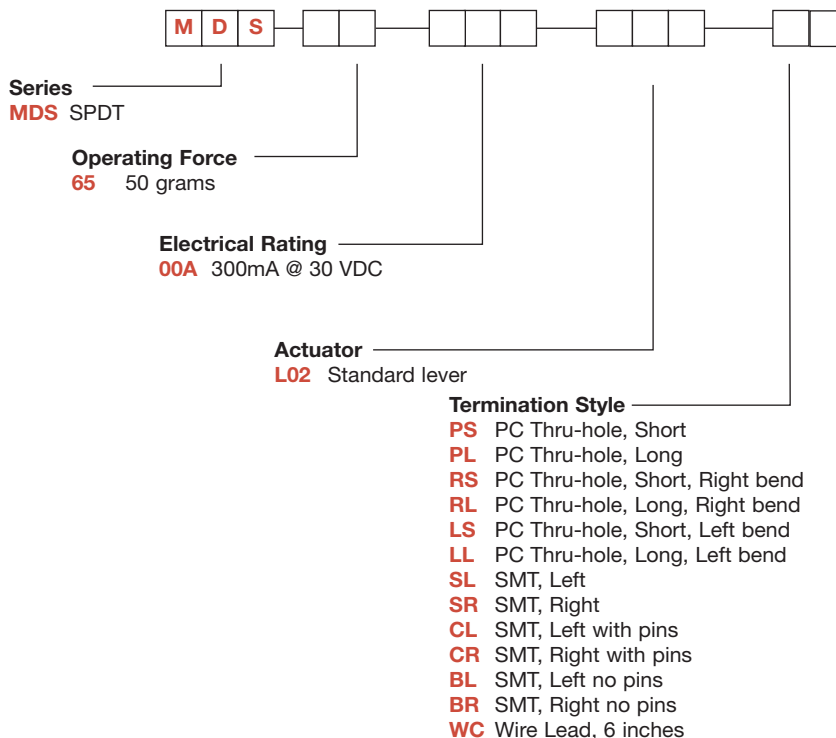 M D S
Series
MDS SPDT
Operating Force
65 50 grams
Electrical Rating
00A 300mA @ 30 VDC
Actuator
L02 Standard lever
Termination Style
PS PC Thru-hole, Short
PL PC Thru-hole, Long
RS PC Thru-hole, Short, Right bend
RL PC Thru-hole, Long, Right bend
LS PC Thru-hole, Short, Left bend
LL PC Thru-hole, Long, Left bend
SL SMT, Left
SR SMT, Right
CL SMT, Left with pins
CR SMT, Right with pins
BL SMT, Left no pins
BR SMT, Right no pins
WC Wire Lead, 6 inches